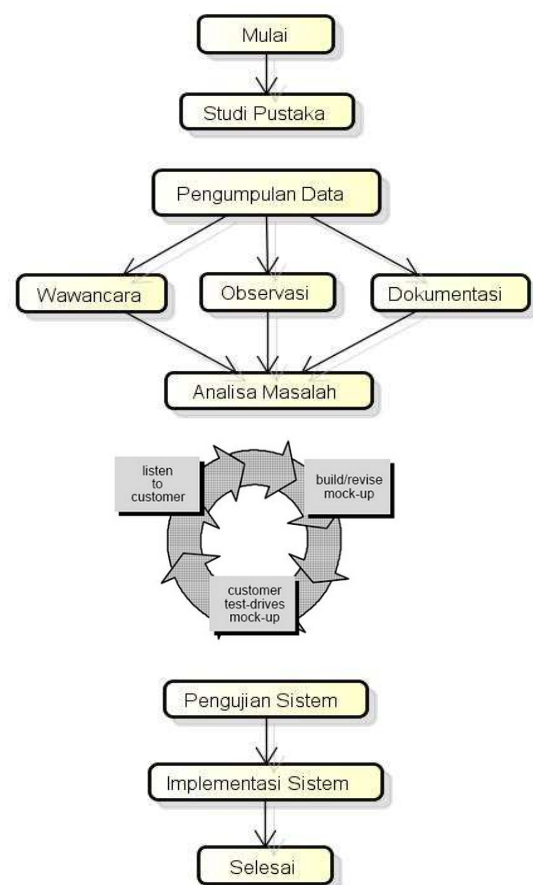 Mulai
Studi Pustaka
Pengumpulan Data
Wawancara
Observasi
Dokumentasi
Analisa Masalah
listen
to
customer
build/revise
mock-up
customer
test-drives
mock-up
Pengujian Sistem
Implementasi Sistem
Selesai